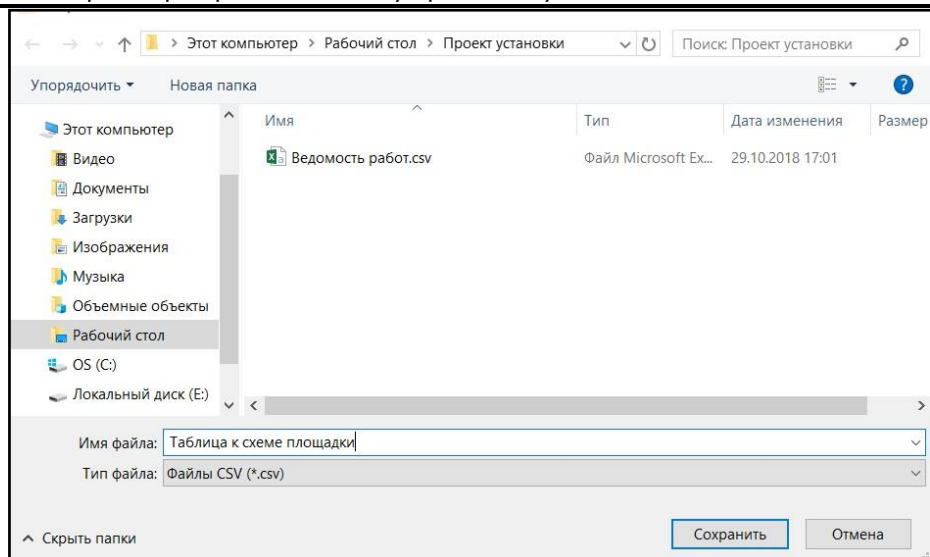 Этот компьютер > Рабочий стол > Проект установки
Поиск: Проект установки
Упорядочить Новая папка
Имя Тип Дата изменения Размер
Этот компьютер
Видео
Документы
Загрузки
Изображения
Музыка
Объемные объекты
Рабочий стол
OS (C:)
Локальный диск (E:)
Ведомость работ.csv Файл Microsoft Ex... 29.10.2018 17:01
Имя файла: Таблица к схеме площадки
Тип файла: Файлы CSV (*.csv)
Скрыть папки Сохранить Отмена